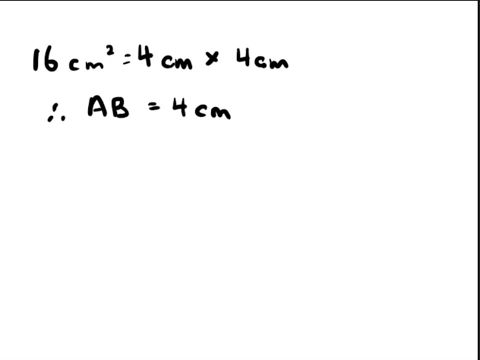 16 cm² = 4 cm × 4 cm
∴ AB = 4 cm